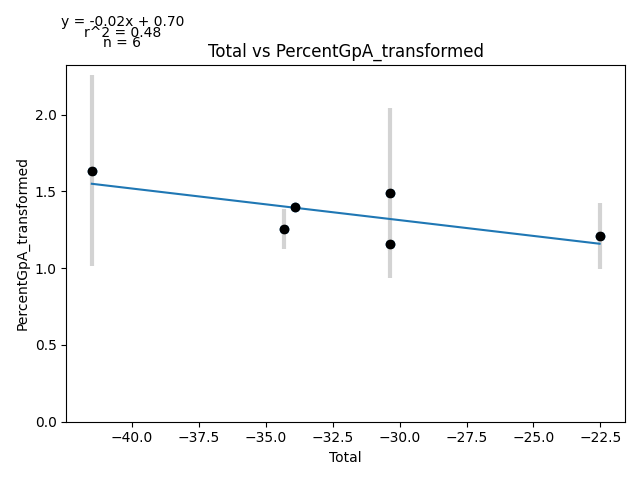 y = -0.02x + 0.70
r^2 = 0.48
n = 6
Total vs PercentGpA_transformed
PercentGpA_transformed
2.0
1.5
1.0
0.5
0.0
−40.0 −37.5 −35.0 −32.5 −30.0 −27.5 −25.0 −22.5
Total